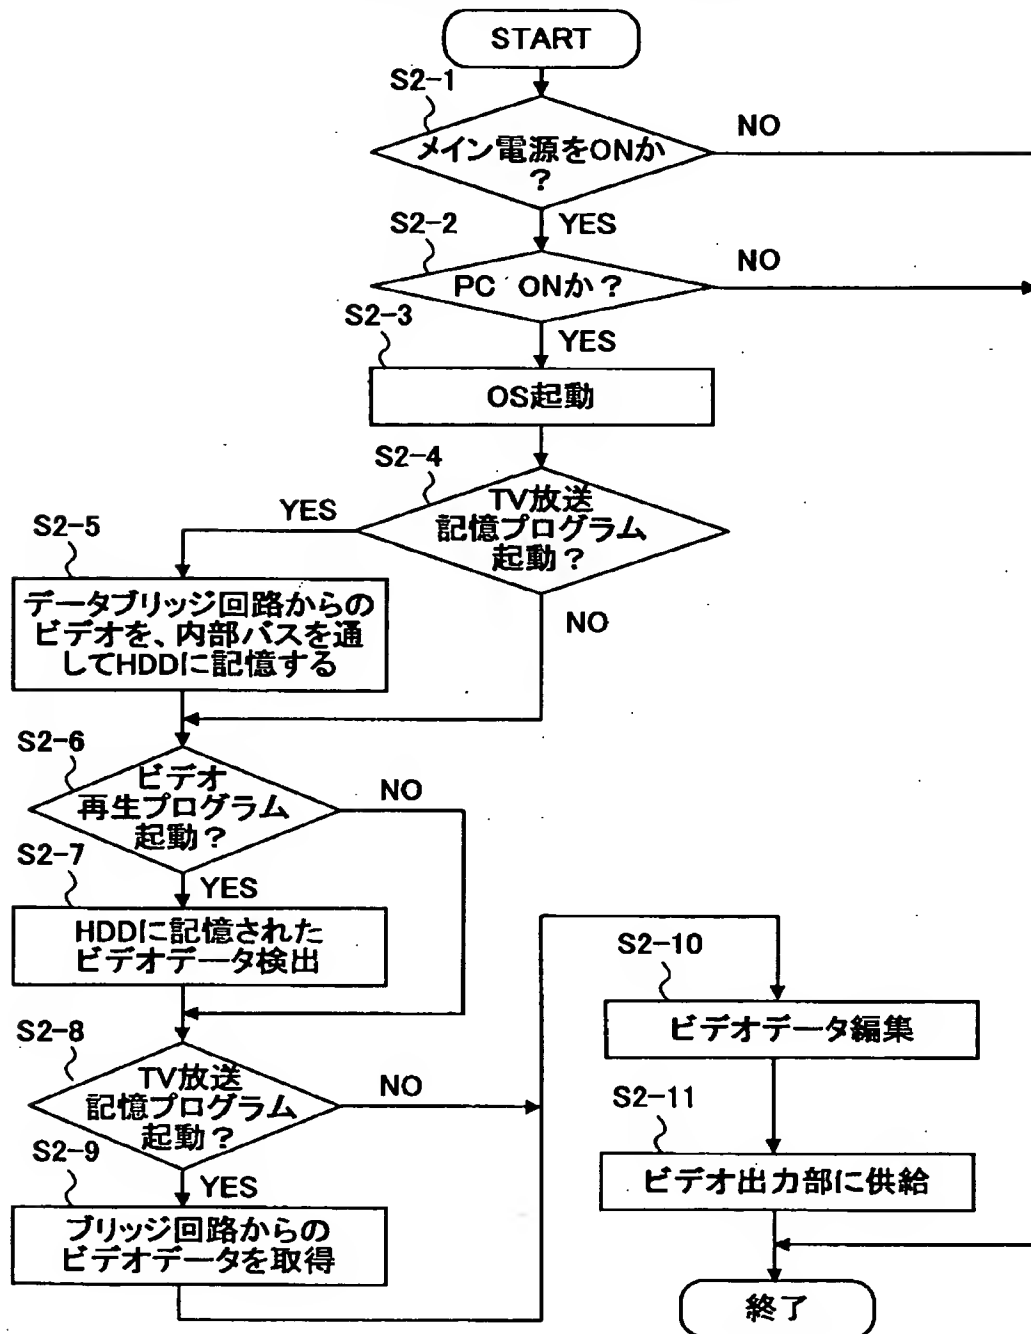 START
S2-1
メイン電源をONか
?
NO
YES
S2-2
PC ONか?
NO
YES
S2-3
OS起動
S2-4
TV放送
記憶プログラム
起動?
YES
NO
S2-5
データブリッジ回路からの
ビデオを、内部バスを通
してHDDに記憶する
S2-6
ビデオ
再生プログラム
起動?
NO
YES
S2-7
HDDに記憶された
ビデオデータ検出
S2-8
TV放送
記憶プログラム
起動?
NO
YES
S2-9
ブリッジ回路からの
ビデオデータを取得
S2-10
ビデオデータ編集
S2-11
ビデオ出力部に供給
終了